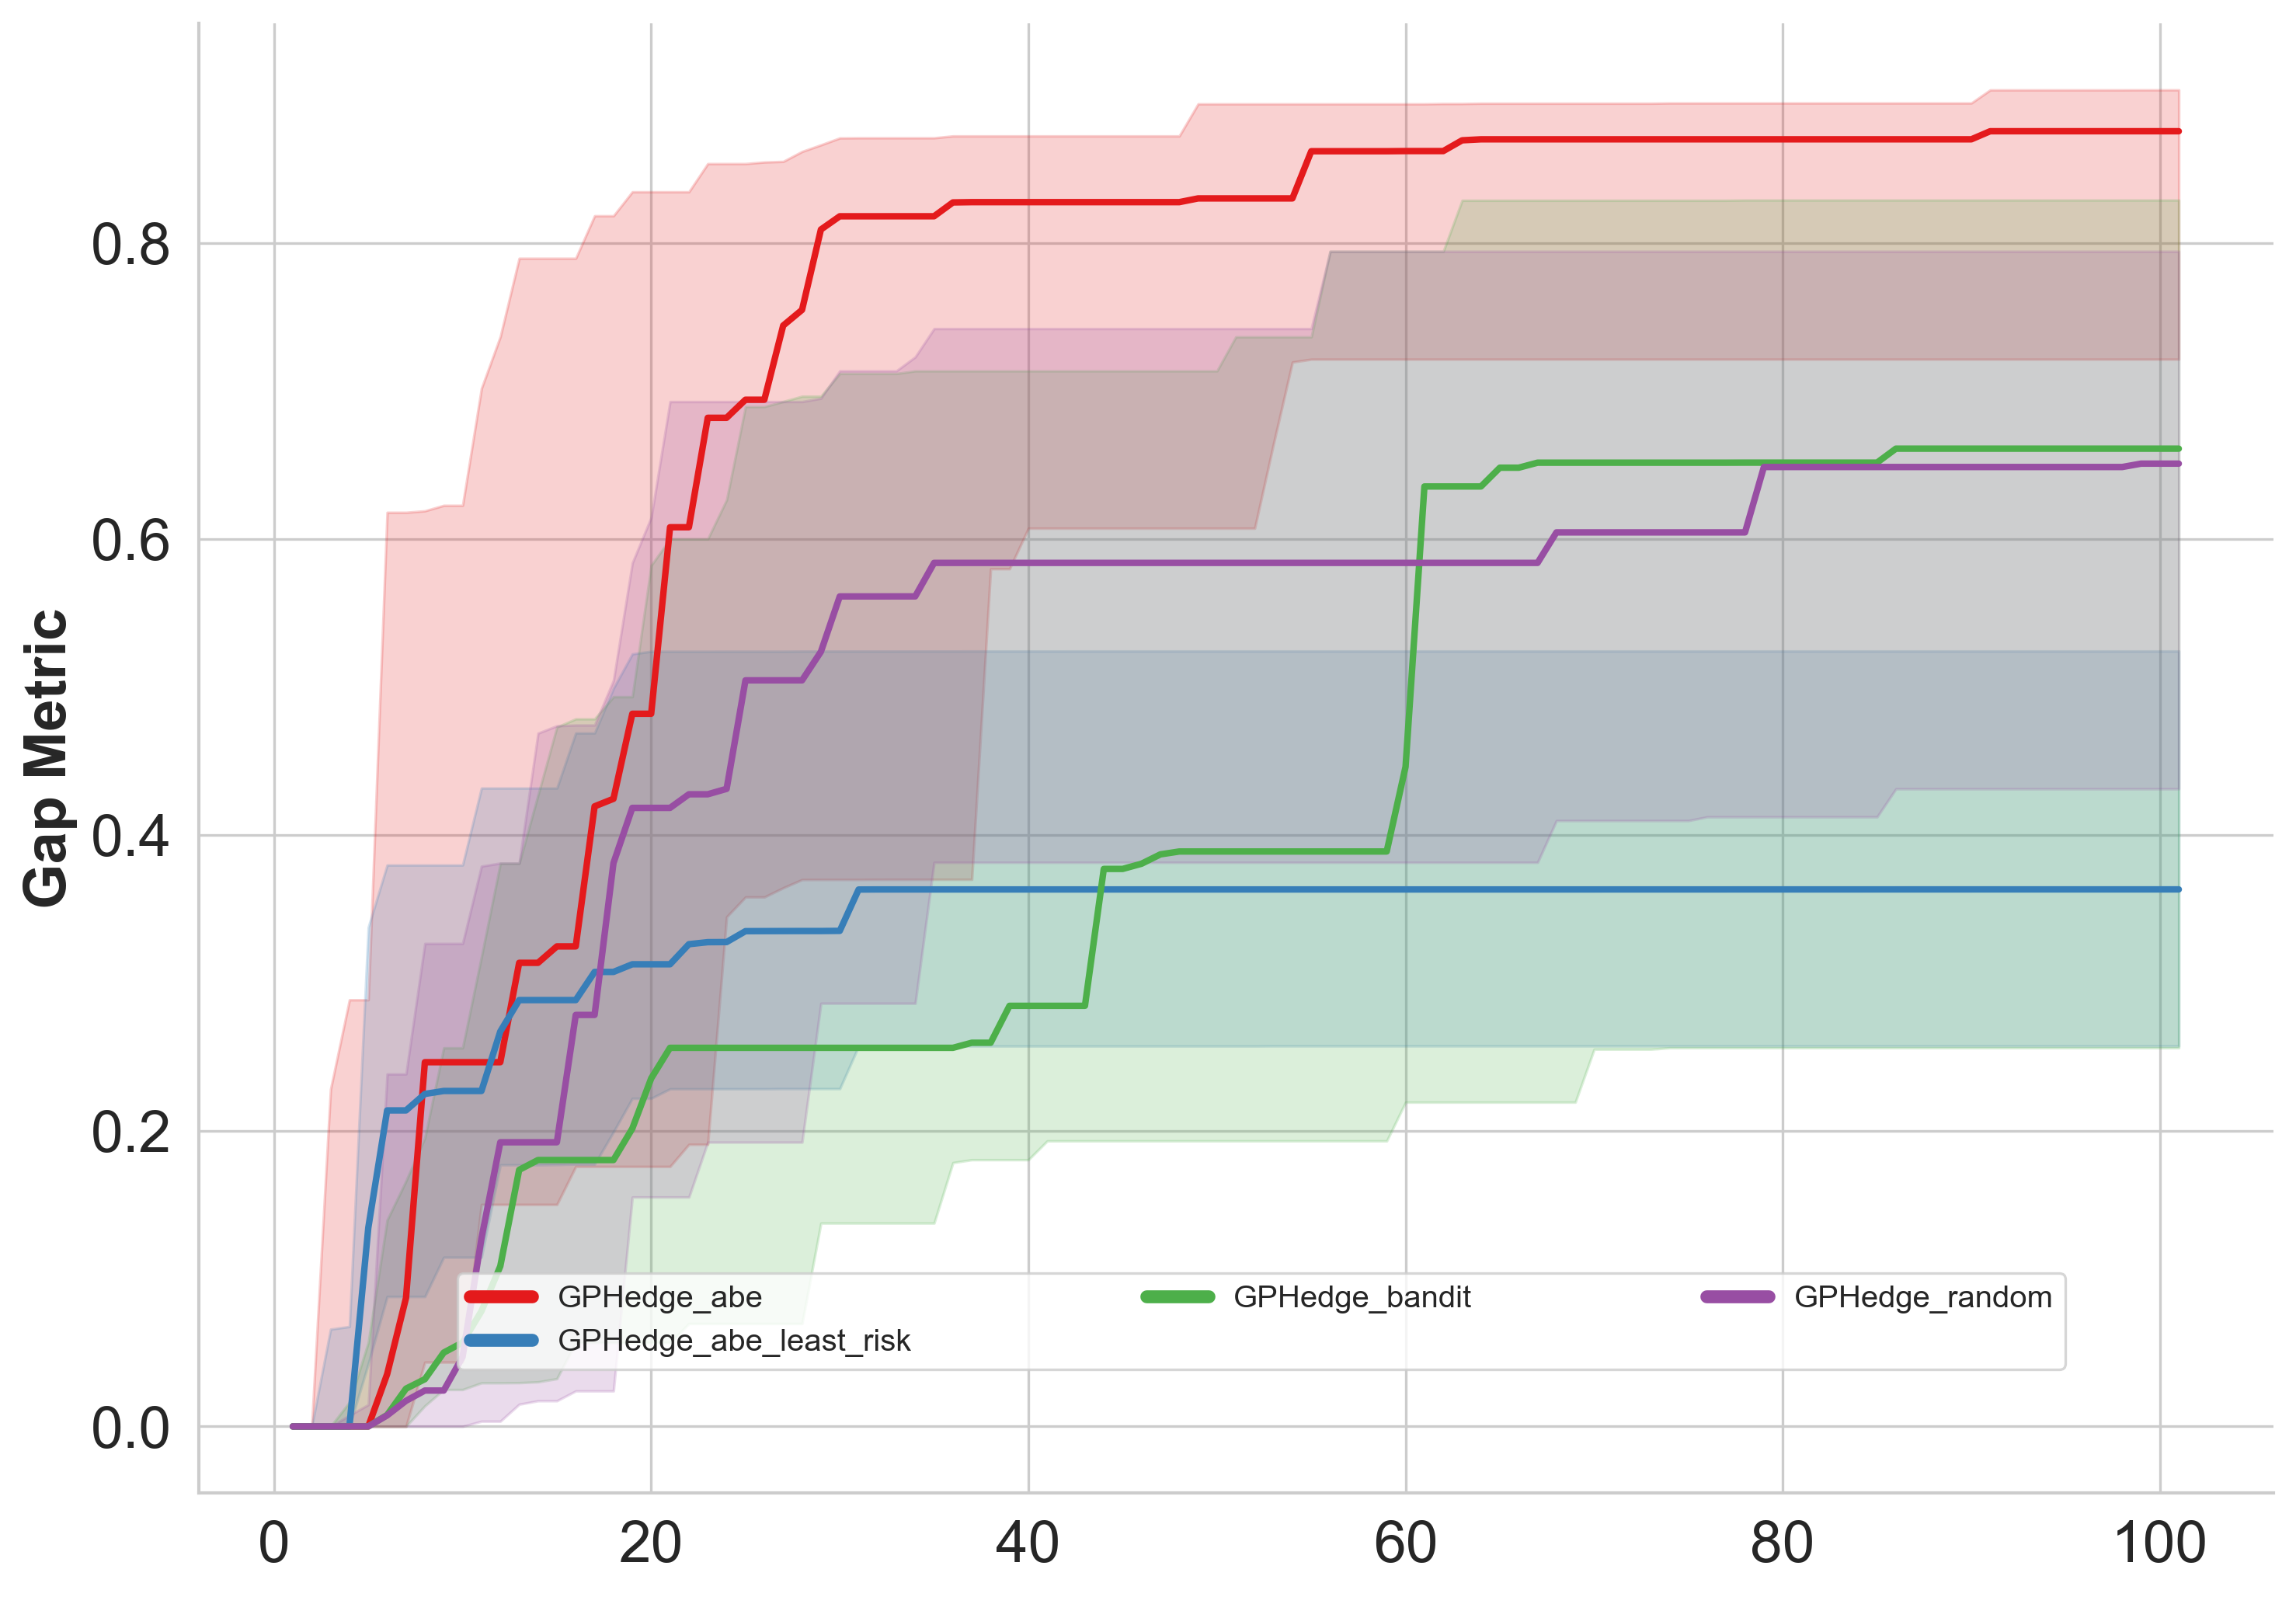 Gap Metric
0.8
0.6
0.4
0.2
0.0
GPHedge_abe
GPHedge_abe_least_risk
GPHedge_bandit
GPHedge_random
0 20 40 60 80 100